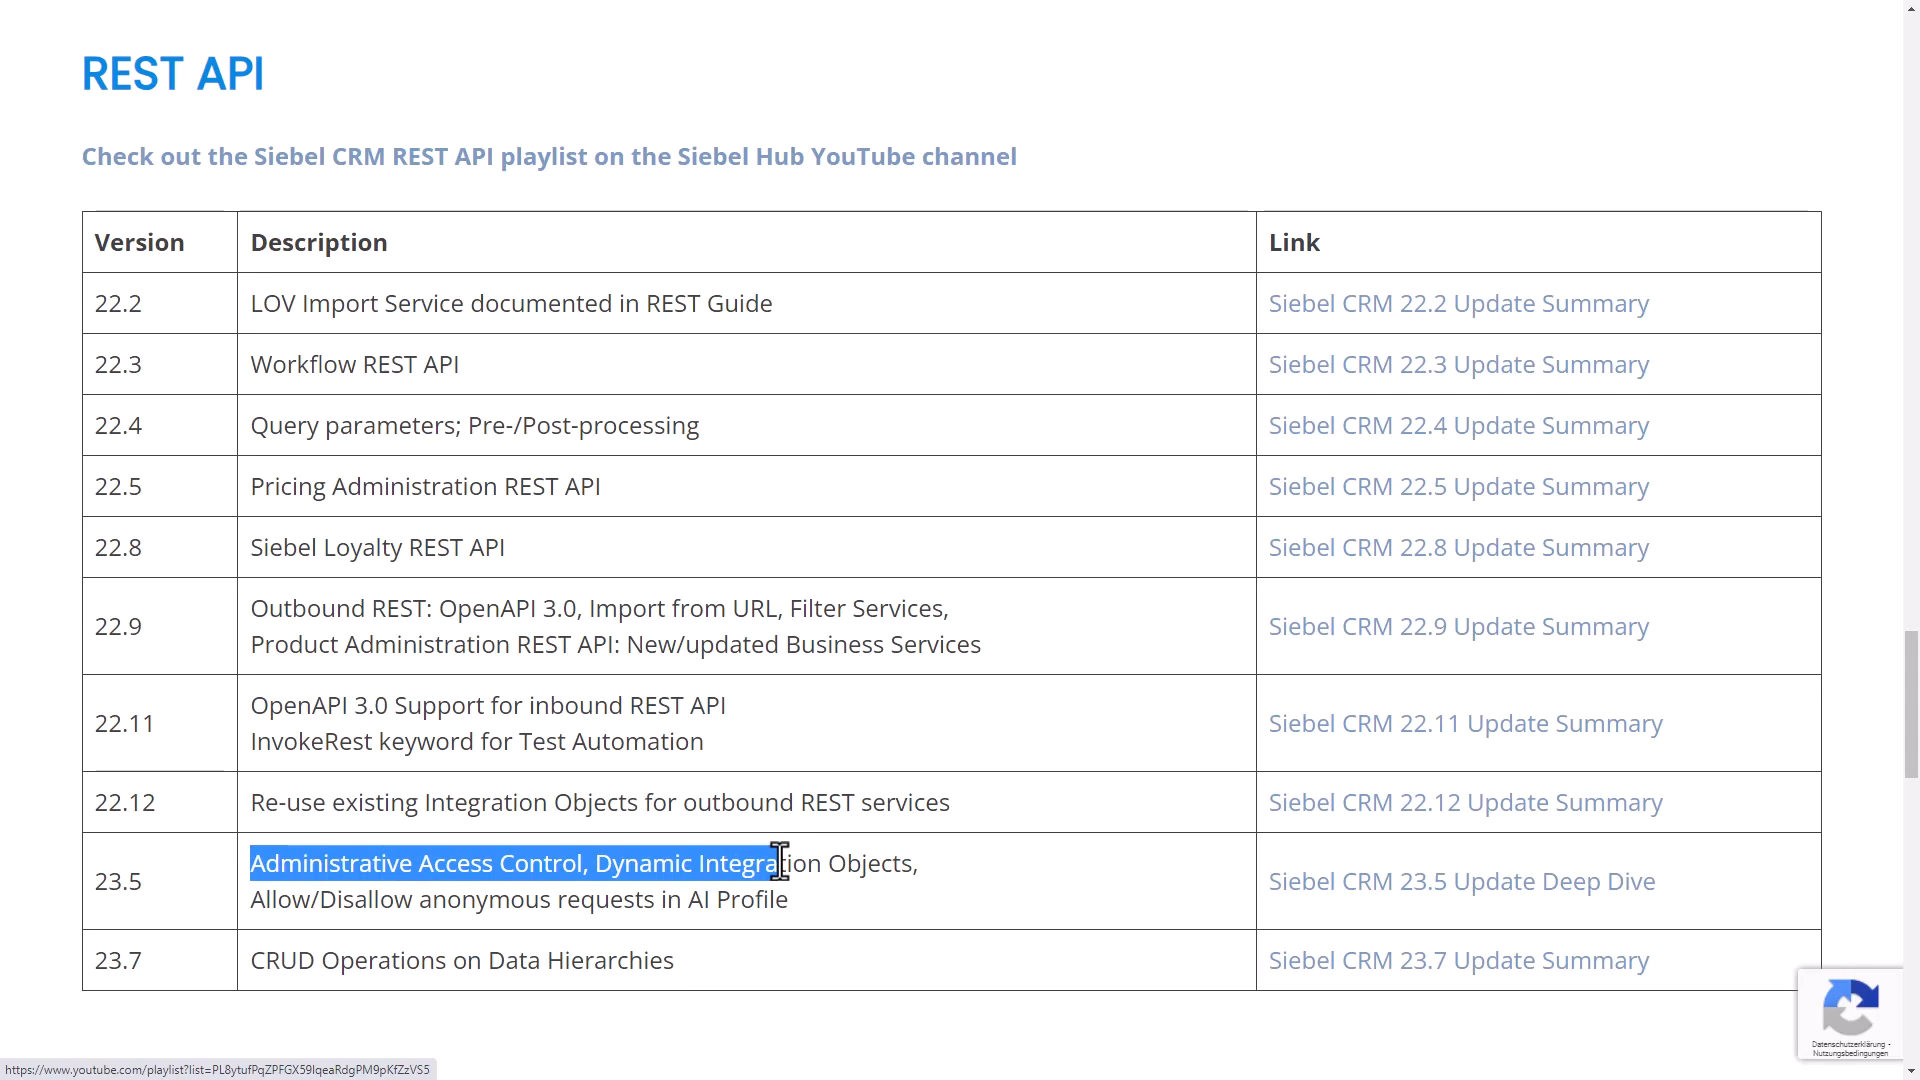 REST API
Check out the Siebel CRM REST API playlist on the Siebel Hub YouTube channel
Version Description Link
22.2 LOV Import Service documented in REST Guide Siebel CRM 22.2 Update Summary
22.3 Workflow REST API Siebel CRM 22.3 Update Summary
22.4 Query parameters; Pre-/Post-processing Siebel CRM 22.4 Update Summary
22.5 Pricing Administration REST API Siebel CRM 22.5 Update Summary
22.8 Siebel Loyalty REST API Siebel CRM 22.8 Update Summary
22.9
Outbound REST: OpenAPI 3.0, Import from URL, Filter Services,
Product Administration REST API: New/updated Business Services
Siebel CRM 22.9 Update Summary
22.11
OpenAPI 3.0 Support for inbound REST API
InvokeRest keyword for Test Automation
Siebel CRM 22.11 Update Summary
22.12 Re-use existing Integration Objects for outbound REST services Siebel CRM 22.12 Update Summary
23.5
Administrative Access Control, Dynamic Integration Objects,
Allow/Disallow anonymous requests in AI Profile
Siebel CRM 23.5 Update Deep Dive
23.7 CRUD Operations on Data Hierarchies Siebel CRM 23.7 Update Summary
Datenschutzerklärung -
Nutzungsbedingungen
https://www.youtube.com/playlist?list=PL8ytufPqZPFGX59IqeaRdgPM9pKfZzVS5